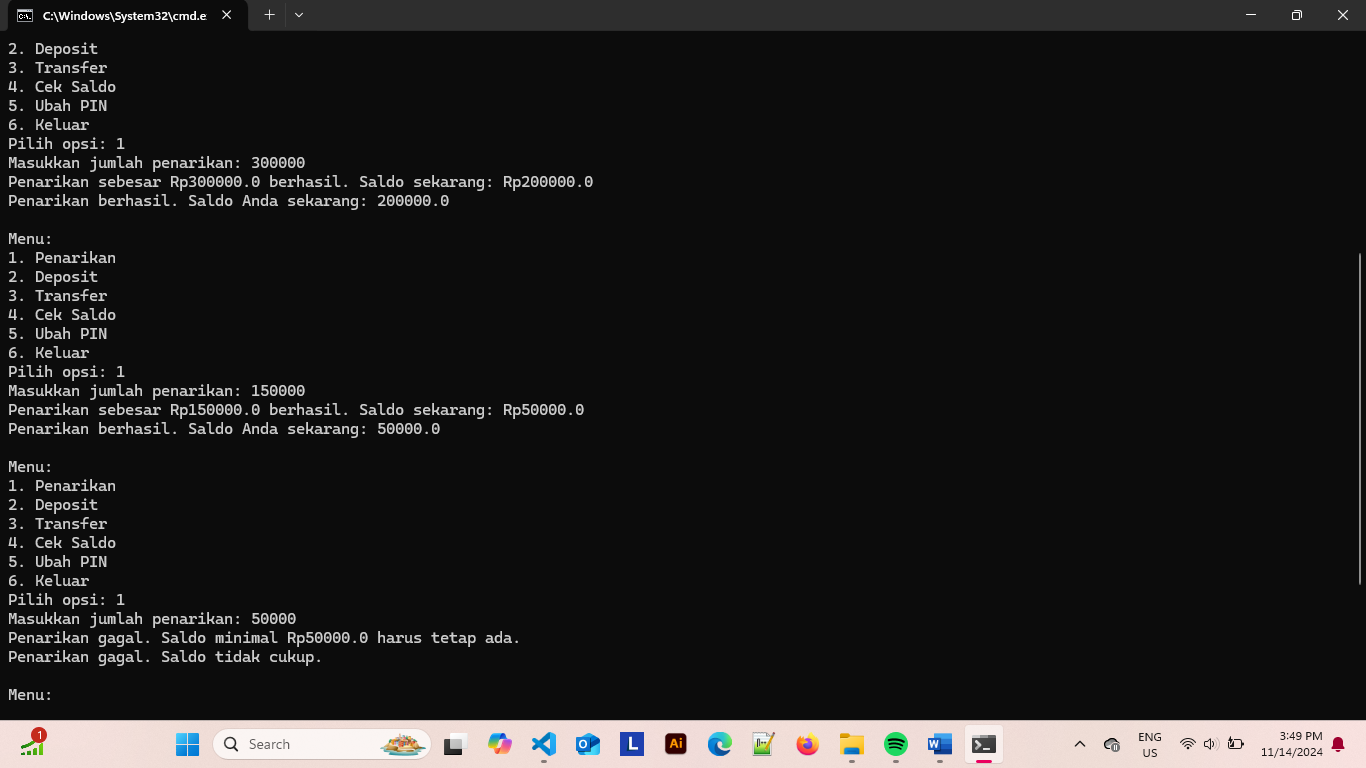 C:\Windows\System32\cmd.e
2. Deposit
3. Transfer
4. Cek Saldo
5. Ubah PIN
6. Keluar
Pilih opsi: 1
Masukkan jumlah penarikan: 300000
Penarikan sebesar Rp300000.0 berhasil. Saldo sekarang: Rp200000.0
Penarikan berhasil. Saldo Anda sekarang: 200000.0
Menu:
1. Penarikan
2. Deposit
3. Transfer
4. Cek Saldo
5. Ubah PIN
6. Keluar
Pilih opsi: 1
Masukkan jumlah penarikan: 150000
Penarikan sebesar Rp150000.0 berhasil. Saldo sekarang: Rp50000.0
Penarikan berhasil. Saldo Anda sekarang: 50000.0
Menu:
1. Penarikan
2. Deposit
3. Transfer
4. Cek Saldo
5. Ubah PIN
6. Keluar
Pilih opsi: 1
Masukkan jumlah penarikan: 50000
Penarikan gagal. Saldo minimal Rp50000.0 harus tetap ada.
Penarikan gagal. Saldo tidak cukup.
Menu:
1
Search
L
Ai
ENG
US
3:49 PM
11/14/2024